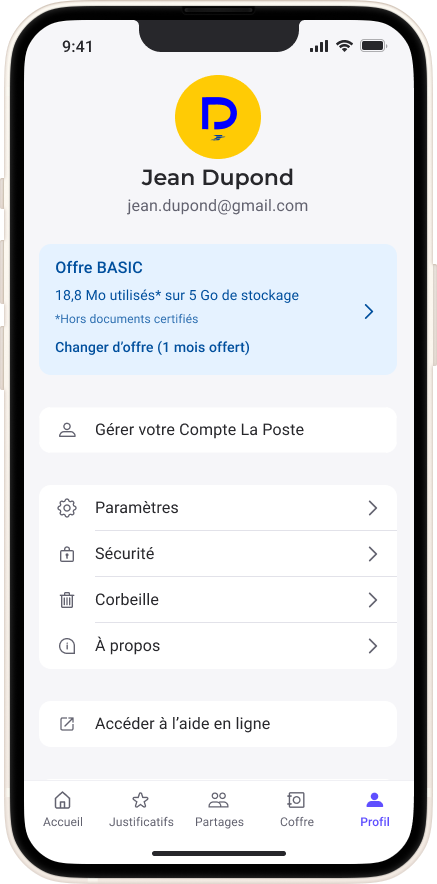 9:41
Jean Dupond
jean.dupond@gmail.com
Offre BASIC
18,8 Mo utilisés* sur 5 Go de stockage
*Hors documents certifiés
Changer d’offre (1 mois offert)
Gérer votre Compte La Poste
Paramètres
Sécurité
Corbeille
À propos
Accéder à l’aide en ligne
Accueil
Justificatifs
Partages
Coffre
Profil